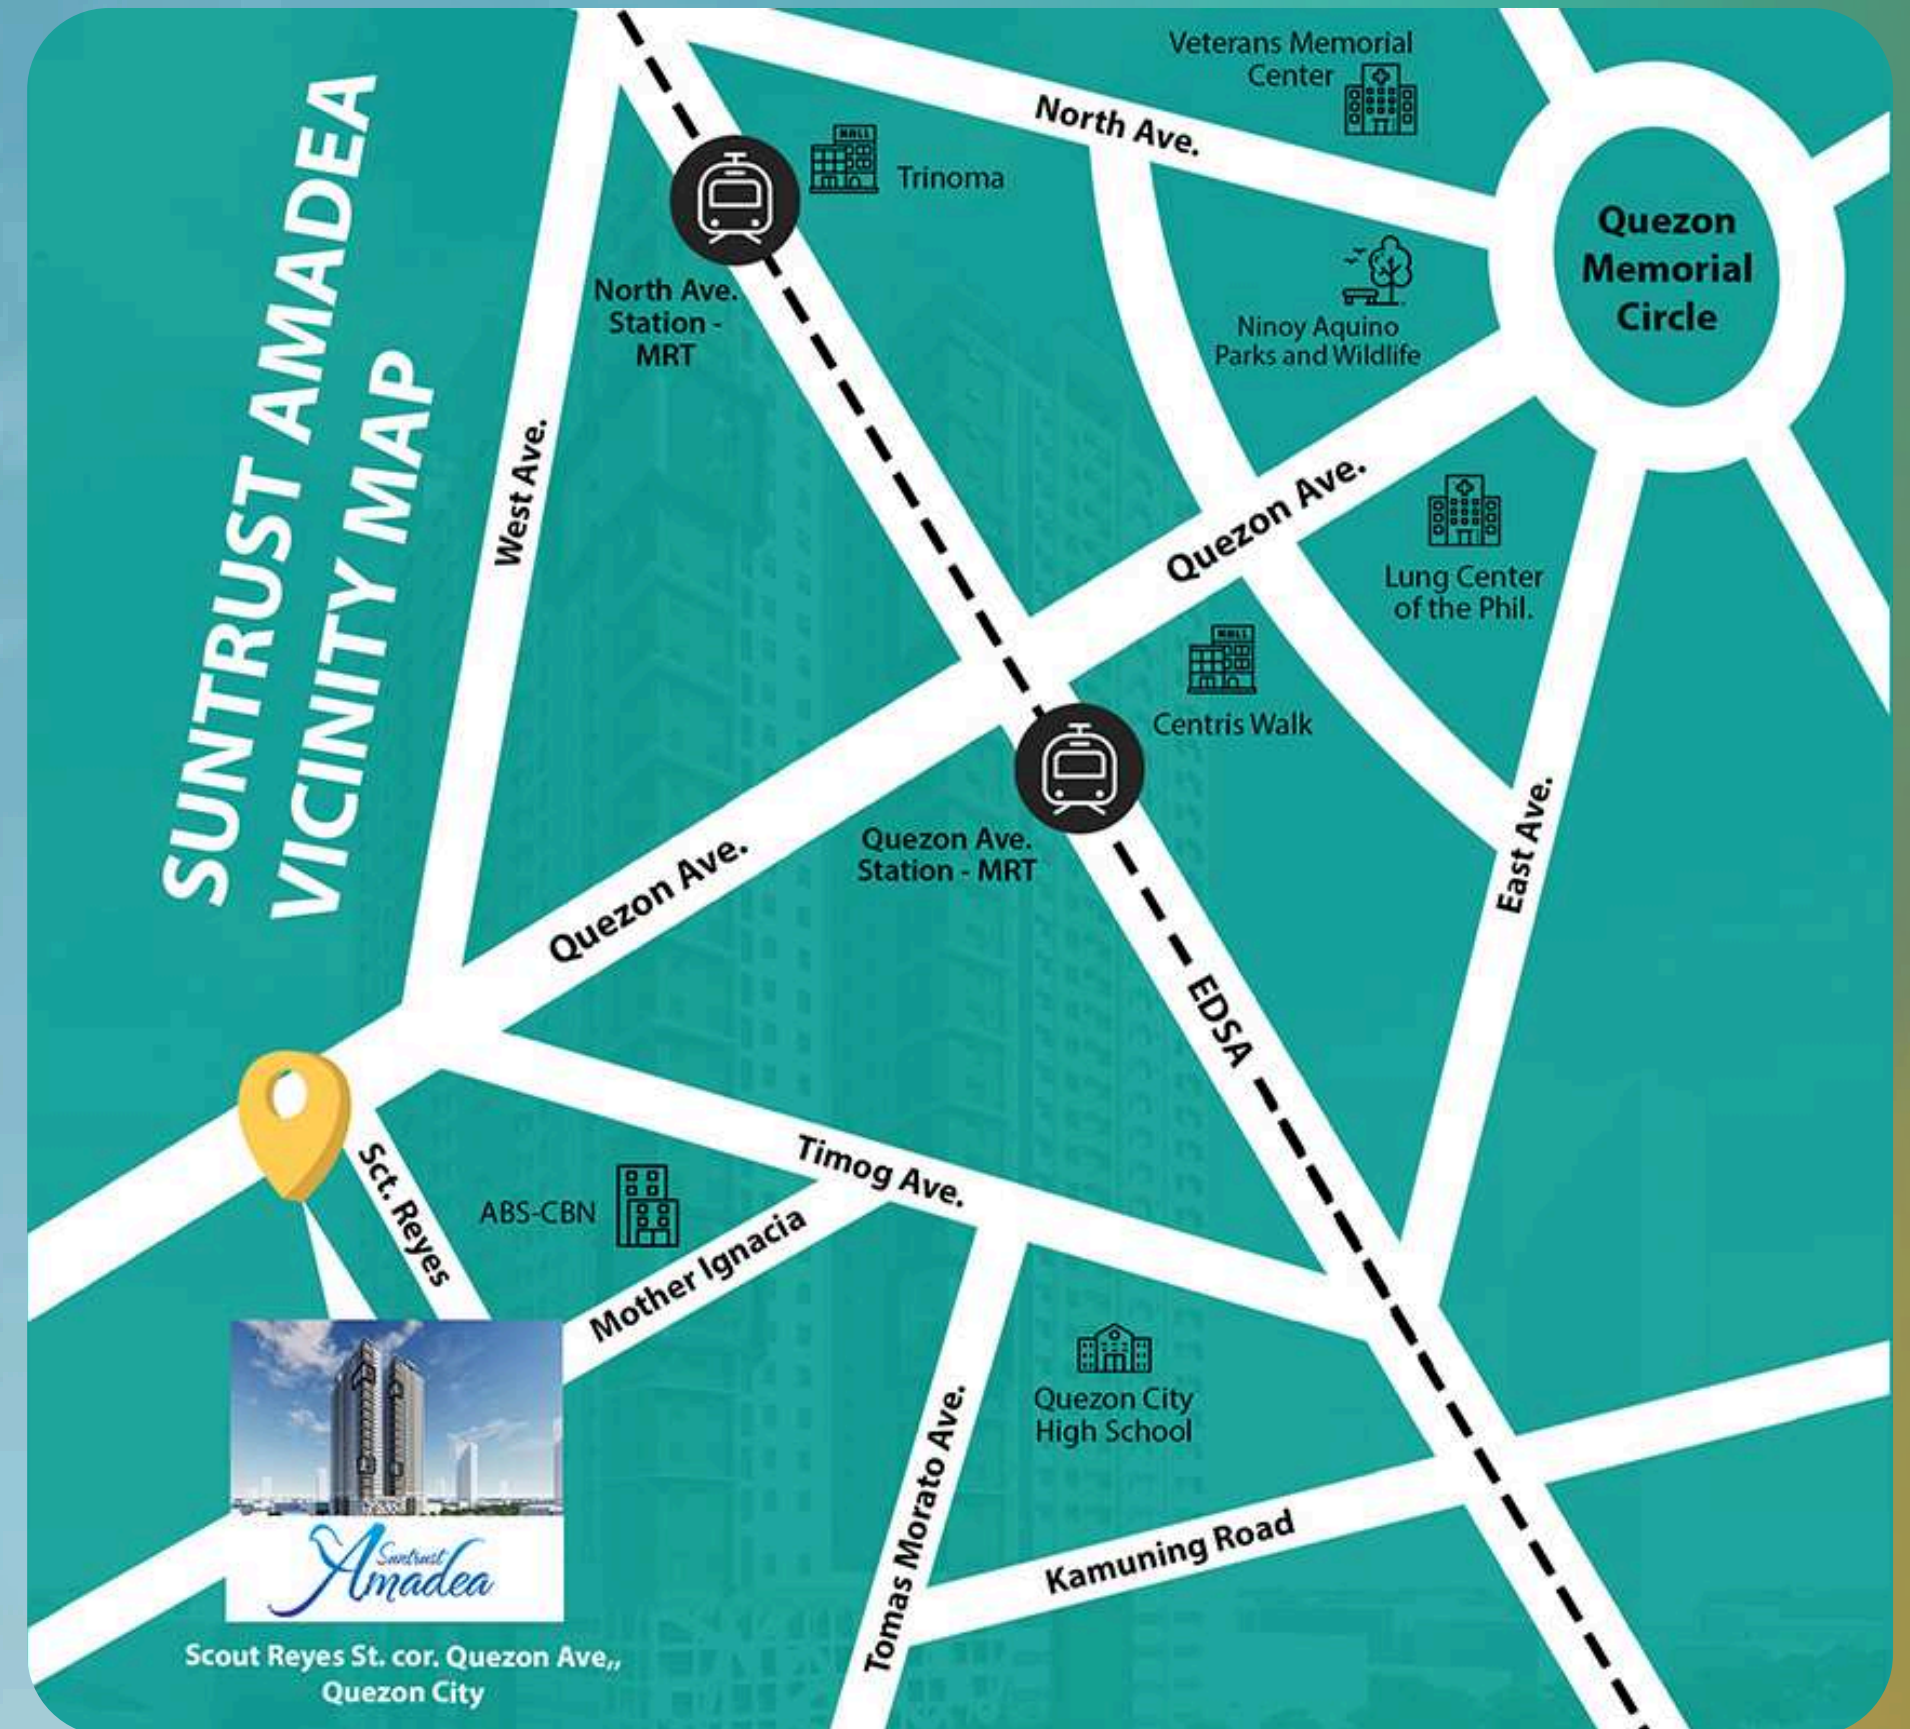 SUNTRUST AMADEA
VICINITY MAP
Veterans Memorial
Center
North Ave.
MALL
Trinoma
Quezon
Memorial
Circle
North Ave.
Station -
MRT
Ninoy Aquino
Parks and Wildlife
West Ave.
Quezon Ave.
Lung Center
of the Phil.
MALL
Centris Walk
Quezon Ave.
Station - MRT
Quezon Ave.
East Ave.
EDSA
Timog Ave.
Sct. Reyes
ABS-CBN
Mother Ignacia
Quezon City
High School
Tomas Morato Ave.
Kamuning Road
Suntrust
Amadea
Scout Reyes St. cor. Quezon Ave,,
Quezon City